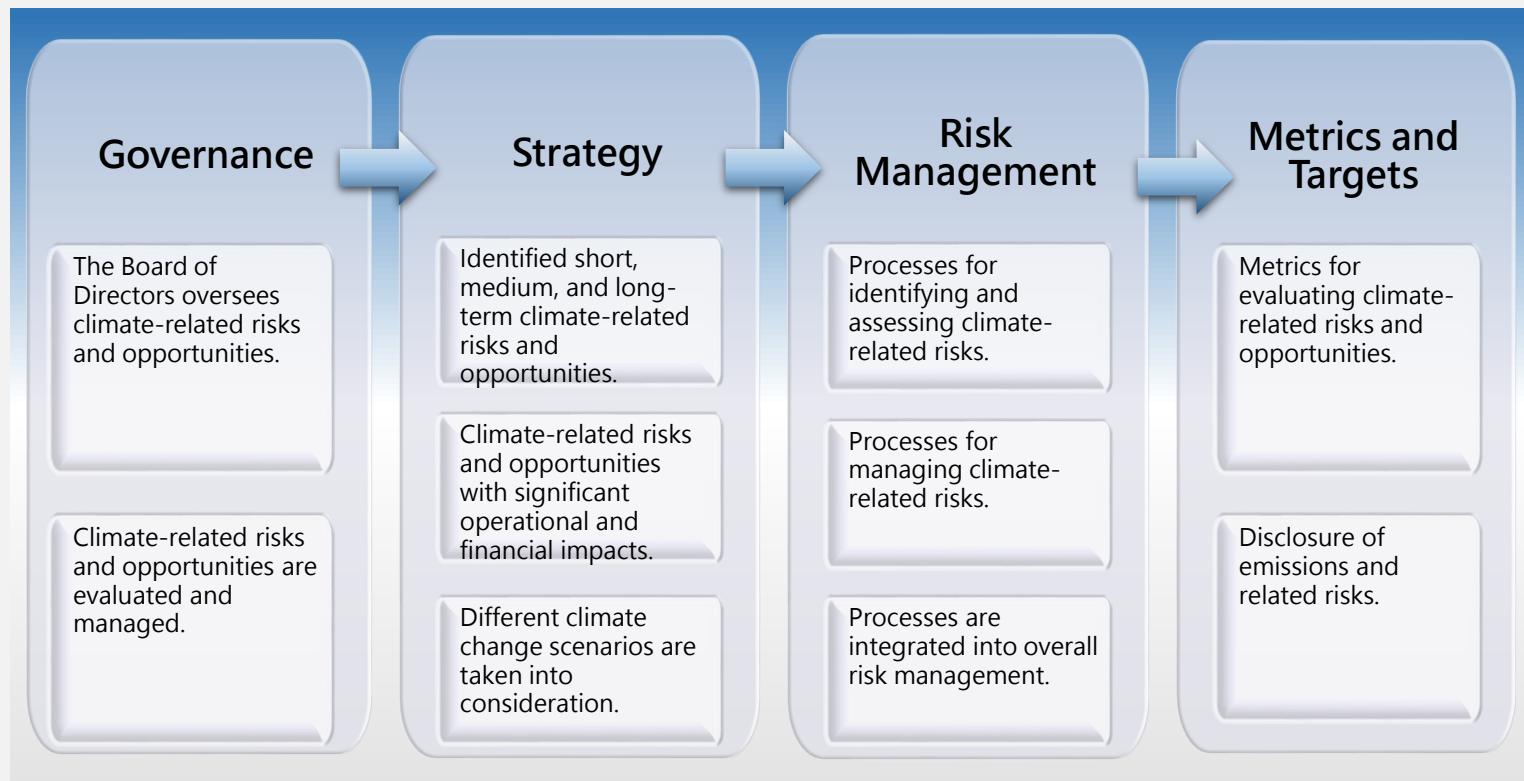 Governance
The Board of
Directors oversees
climate-related risks
and opportunities.
Climate-related risks
and opportunities are
evaluated and
managed.
Strategy
Identified short,
medium, and long-
term climate-related
risks and
opportunities.
Climate-related risks
and opportunities
with significant
operational and
financial impacts.
Different climate
change scenarios are
taken into
consideration.
Risk
Management
Processes for
identifying and
assessing climate-
related risks.
Processes for
managing climate-
related risks.
Processes are
integrated into overall
risk management.
Metrics and
Targets
Metrics for
evaluating climate-
related risks and
opportunities.
Disclosure of
emissions and
related risks.